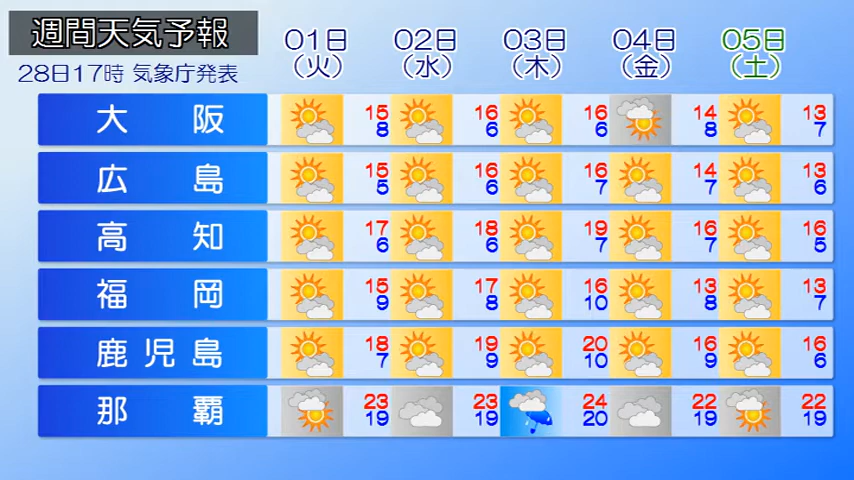 週間天気予報
28日17時 気象庁発表
01日 02日 03日 04日 05日
(火) (水) (木) (金) (土)
大阪 15 8 16 6 16 6 14 8 13 7
広島 15 5 16 6 16 7 14 7 13 6
高知 17 6 18 6 19 7 16 7 16 5
福岡 15 9 17 8 16 10 13 8 13 7
鹿児島 18 7 19 9 20 10 16 9 16 6
那覇 23 19 23 19 24 20 22 19 22 19